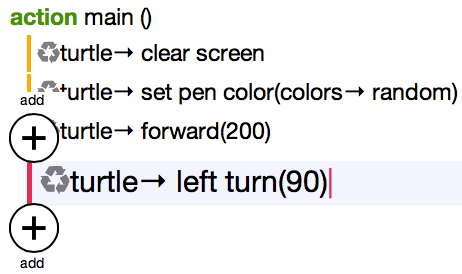 action main ()
♻turtle→ clear screen
♻turtle→ set pen color(colors→ random)
add
turtle→ forward(200)
♻turtle→ left turn(90)
add